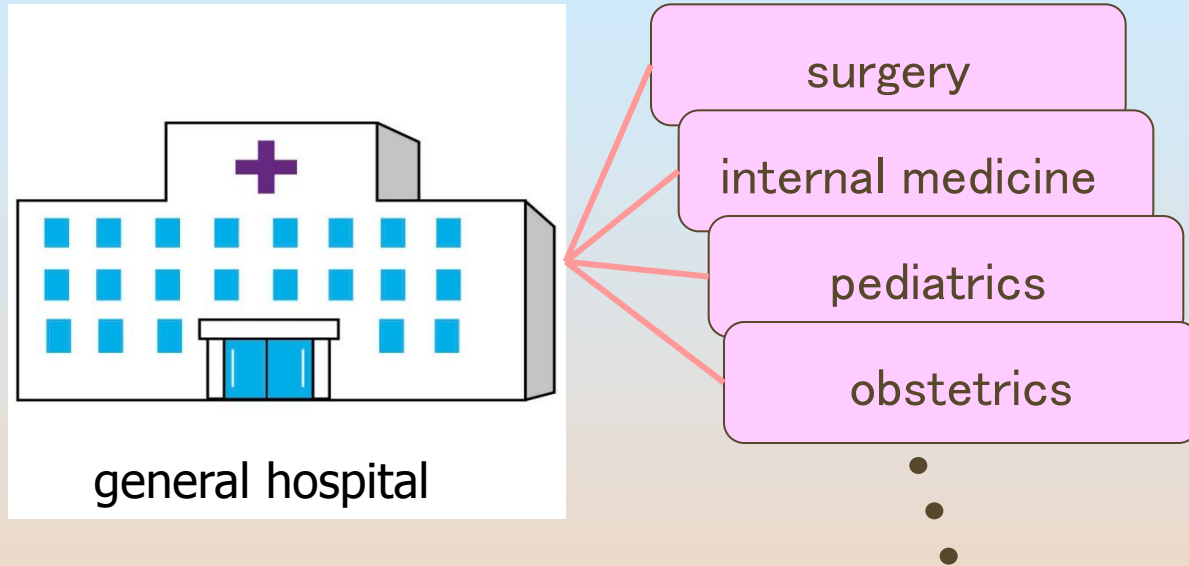 surgery
internal medicine
pediatrics
obstetrics
general hospital